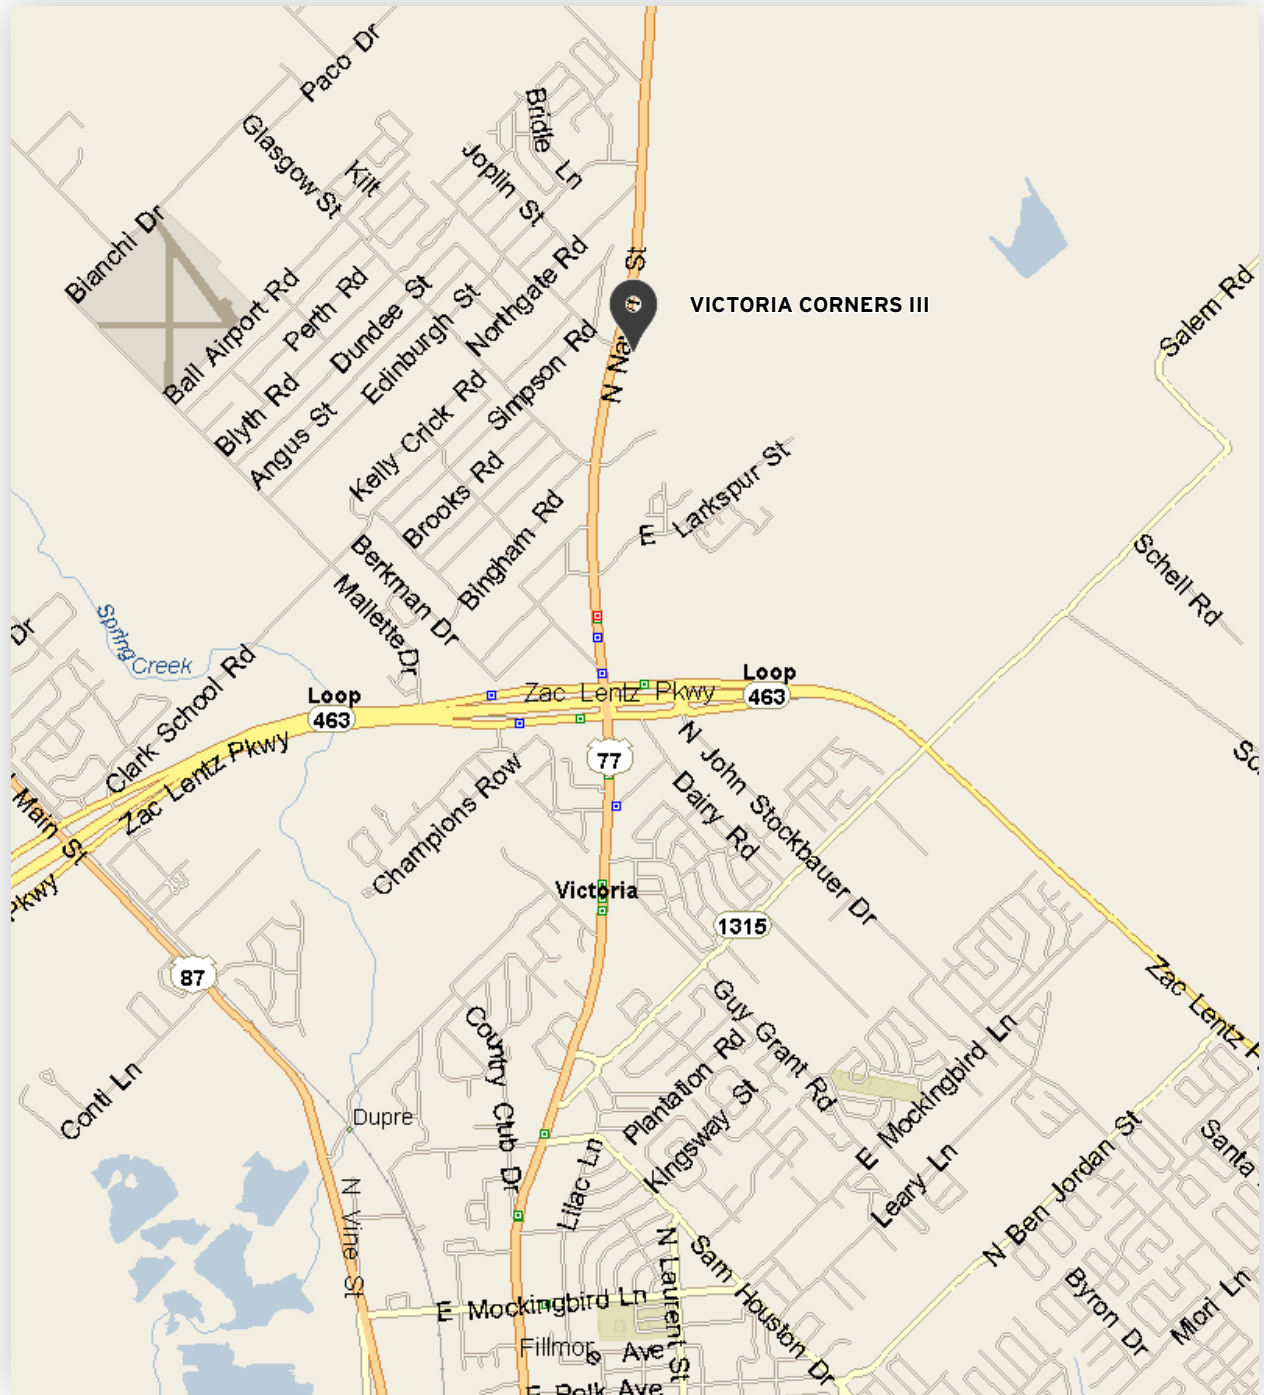 Paco Dr
Bridle Ln
Glasgow St
Kilt
Joplin St
Bianchi Dr
St
Ball Airport Rd
Perth Rd
Dundee St
Edinburgh St
Northgate Rd
Simpson Rd
VICTORIA CORNERS III
N Na
Salem Rd
Blyth Rd
Angus St
Kelly Crick Rd
Brooks Rd
Bingham Rd
E Larkspur St
Schell Rd
Berkman Dr
Mallette Dr
Dr
Spring Creek
Clark School Rd
Loop
463
Zac Lentz Pkwy
Loop
463
Zac Lentz Pkwy
77
N John Stockbauer Dr
Dairy Rd
Champions Row
Main St
Pkwy
Victoria
1315
87
Zac Lentz P
Country Club Dr
Guy Grant Rd
Plantation Rd
Kingsway St
E Mockingbird Ln
Conti Ln
Dupre
Lilac Ln
Leary Ln
N Ben Jordan St
Santa
N Vine St
N Laurent St
Sam Houston Dr
Byron Dr
Miori Ln
E Mockingbird Ln
Fillmore Ave
E Polk Ave